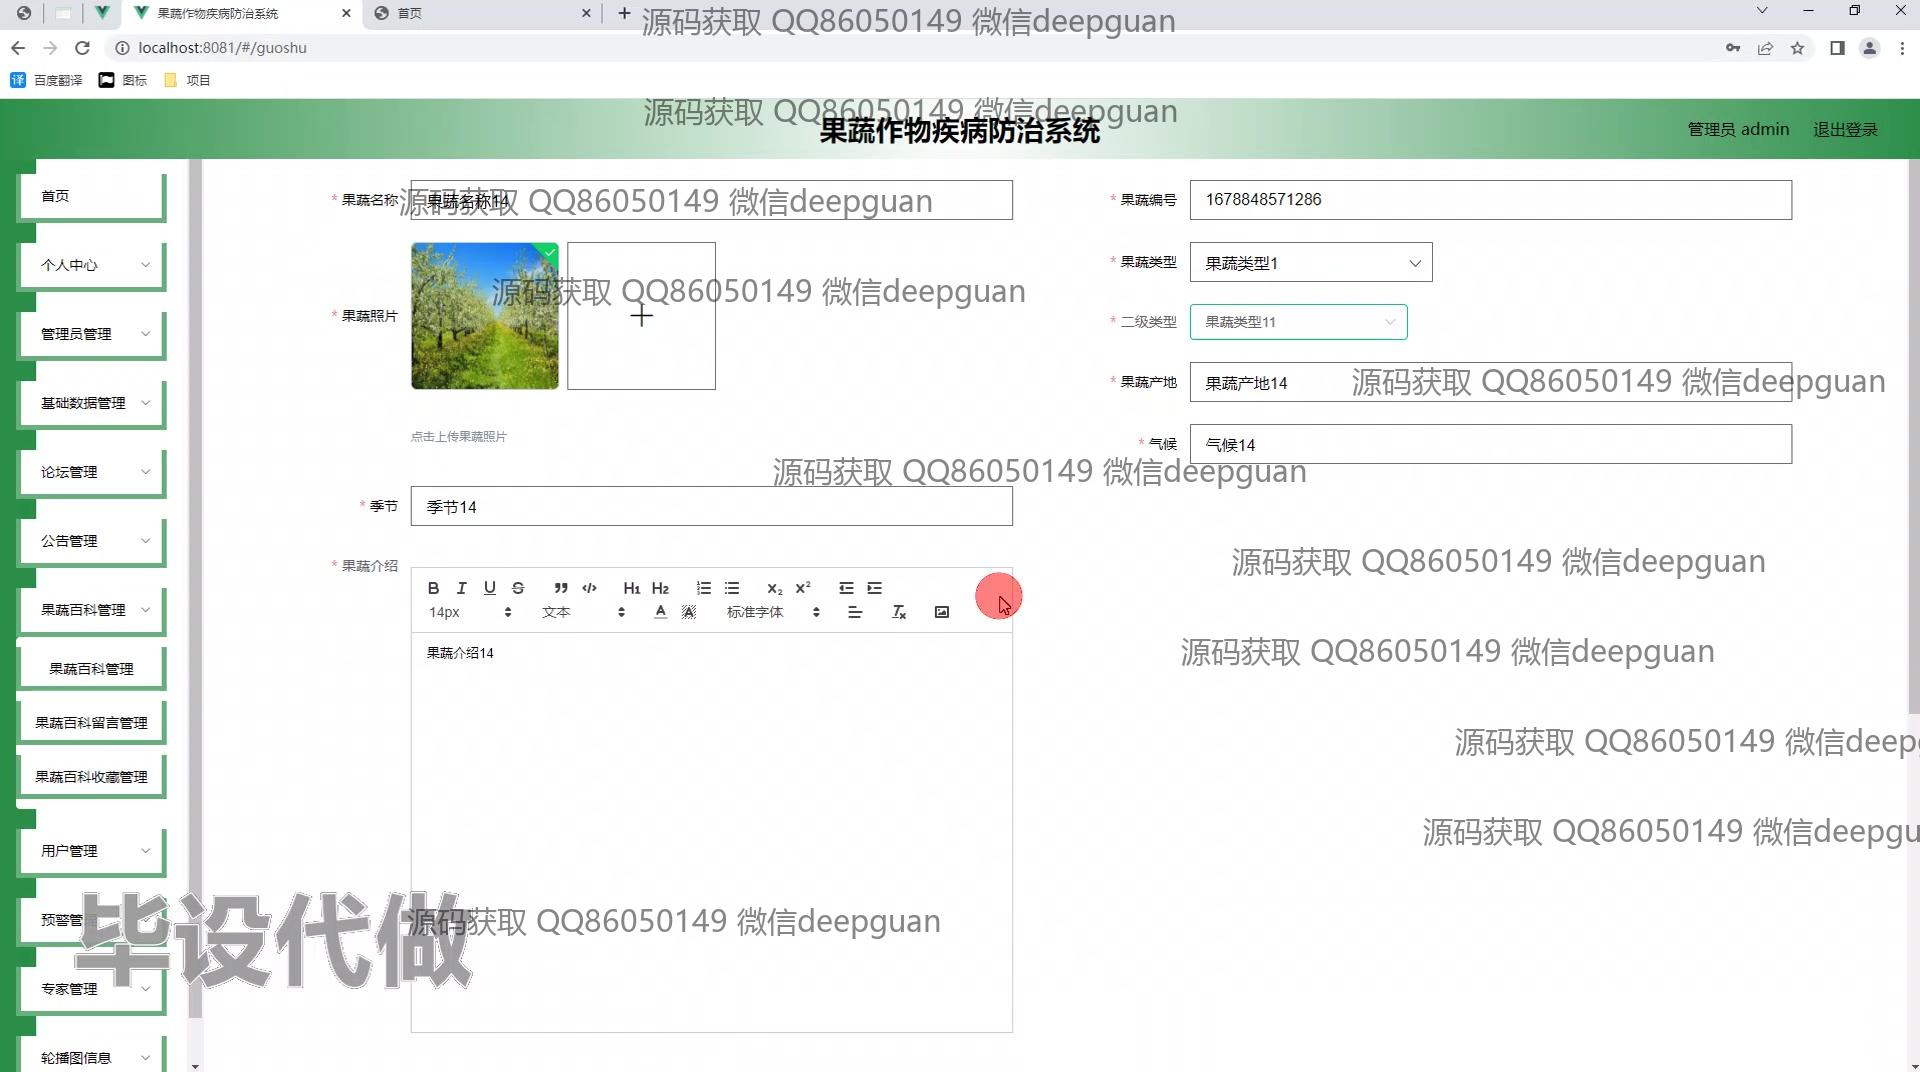 果蔬作物疾病防治系统
首页
源码获取 QQ86050149 微信deepguan
localhost:8081/#/guoshu
百度翻译
图标
项目
源码获取 QQ86050149 微信deepguan
果蔬作物疾病防治系统
管理员 admin
退出登录
首页
个人中心
管理员管理
基础数据管理
论坛管理
公告管理
果蔬百科管理
果蔬百科管理
果蔬百科留言管理
果蔬百科收藏管理
用户管理
预警管理
专家管理
轮播图信息
* 果蔬名称
果蔬名称14
源码获取 QQ86050149 微信deepguan
* 果蔬编号
1678848571286
* 果蔬照片
源码获取 QQ86050149 微信deepguan
点击上传果蔬照片
* 果蔬类型
果蔬类型1
* 二级类型
果蔬类型11
* 果蔬产地
果蔬产地14
源码获取 QQ86050149 微信deepguan
* 气候
气候14
源码获取 QQ86050149 微信deepguan
* 季节
季节14
源码获取 QQ86050149 微信deepguan
* 果蔬介绍
B I U S H1 H2 X2 X2
14px 文本 A A 标准字体 Tx
果蔬介绍14
源码获取 QQ86050149 微信deepguan
源码获取 QQ86050149 微信deep
源码获取 QQ86050149 微信deepgu
源码获取 QQ86050149 微信deepguan
毕设代做